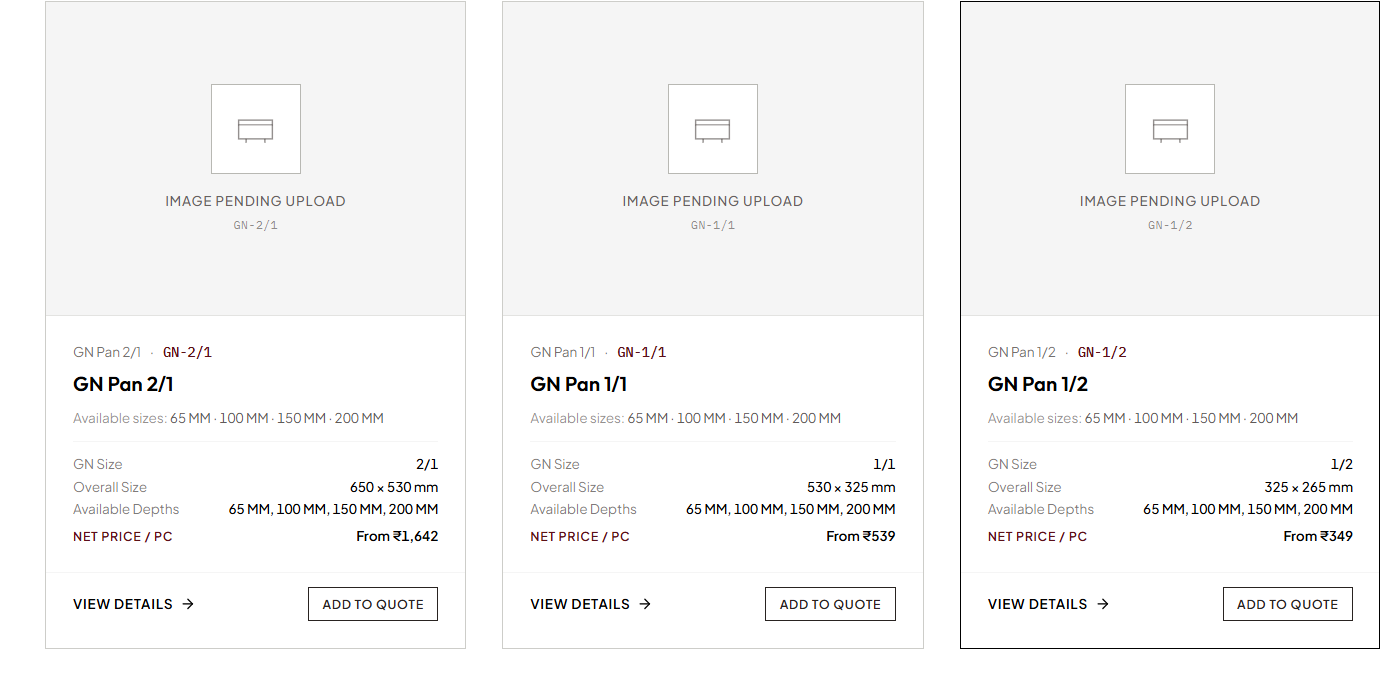 IMAGE PENDING UPLOAD
GN-2/1
GN Pan 2/1 · GN-2/1
GN Pan 2/1
Available sizes: 65 MM · 100 MM · 150 MM · 200 MM
GN Size 2/1
Overall Size 650 × 530 mm
Available Depths 65 MM, 100 MM, 150 MM, 200 MM
NET PRICE / PC From ₹1,642
VIEW DETAILS → ADD TO QUOTE
IMAGE PENDING UPLOAD
GN-1/1
GN Pan 1/1 · GN-1/1
GN Pan 1/1
Available sizes: 65 MM · 100 MM · 150 MM · 200 MM
GN Size 1/1
Overall Size 530 × 325 mm
Available Depths 65 MM, 100 MM, 150 MM, 200 MM
NET PRICE / PC From ₹539
VIEW DETAILS → ADD TO QUOTE
IMAGE PENDING UPLOAD
GN-1/2
GN Pan 1/2 · GN-1/2
GN Pan 1/2
Available sizes: 65 MM · 100 MM · 150 MM · 200 MM
GN Size 1/2
Overall Size 325 × 265 mm
Available Depths 65 MM, 100 MM, 150 MM, 200 MM
NET PRICE / PC From ₹349
VIEW DETAILS → ADD TO QUOTE